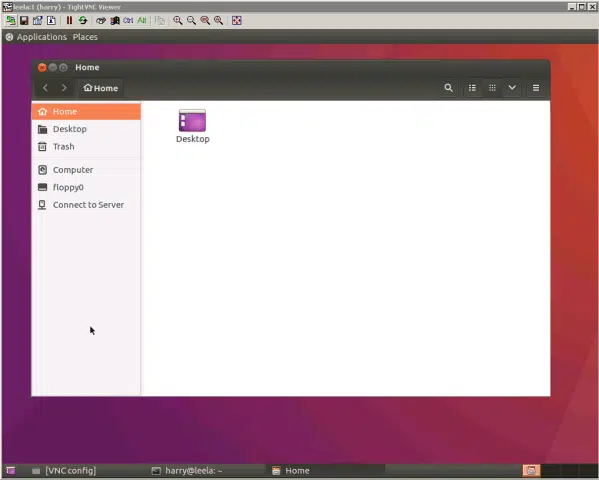 leela:1 (harry) - TightVNC Viewer
Ctrl Alt
Applications Places
Home
Home
Home
Desktop
Trash
Computer
floppy0
Connect to Server
Desktop
[VNC config]
harry@leela: ~
Home